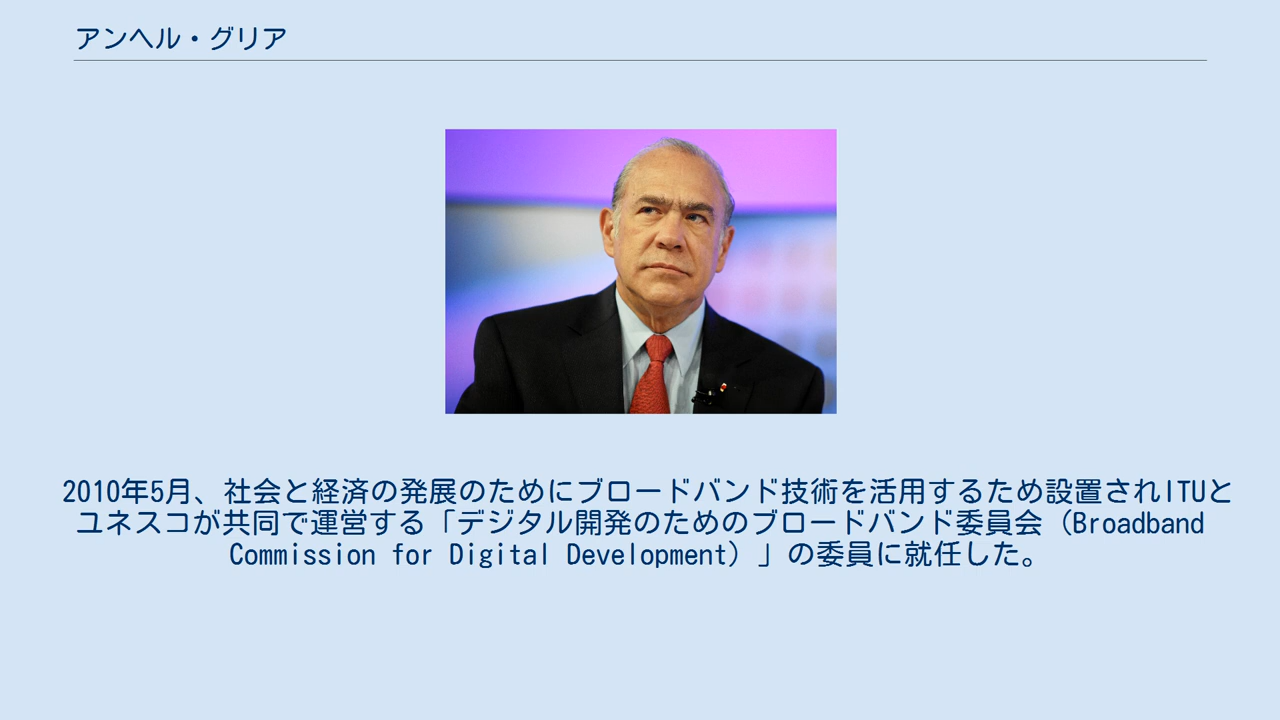 アンヘル・グリア
2010年5月、社会と経済の発展のためにブロードバンド技術を活用するため設置されITUと
ユネスコが共同で運営する「デジタル開発のためのブロードバンド委員会（Broadband
Commission for Digital Development）」の委員に就任した。